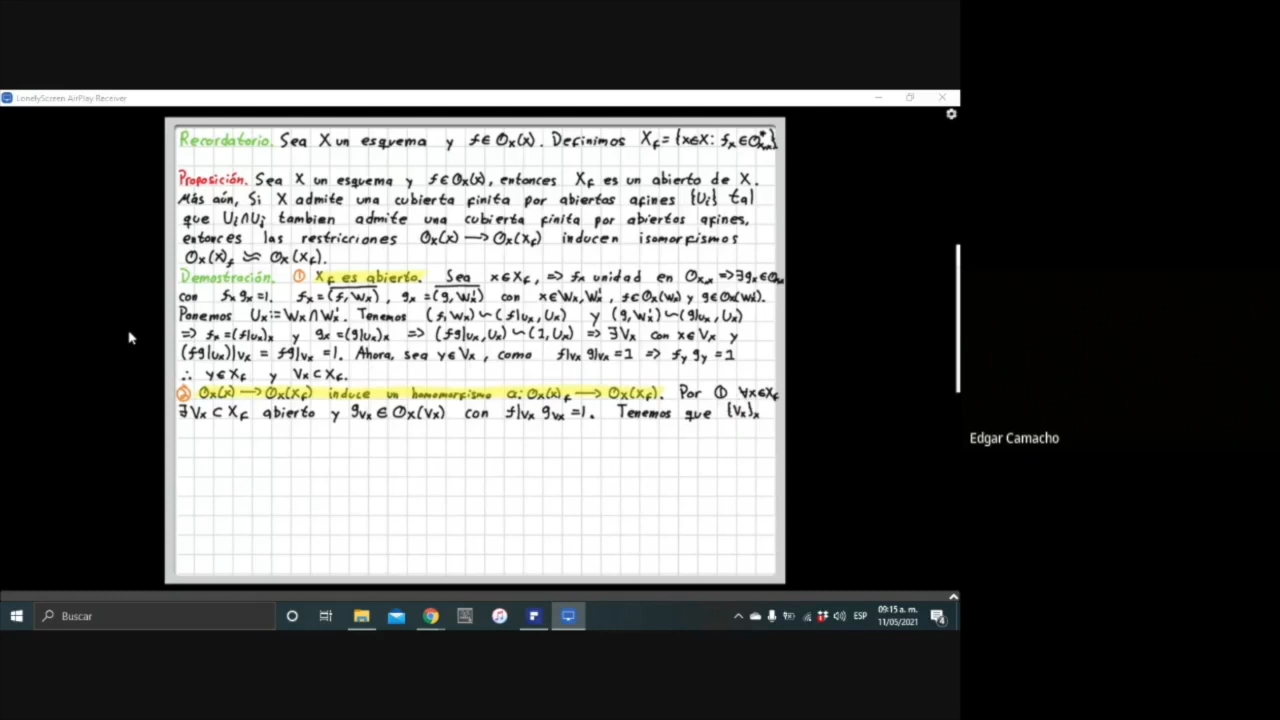 LonelyScreen AirPlay Receiver
Recordatorio. Sea X un esquema y f∈O_X(X). Definimos X_f={x∈X: f_x∈O*_{X,x}}
Proposición. Sea X un esquema y f∈O_X(X), entonces X_f es un abierto de X.
Más aún, Si X admite una cubierta finita por abiertos afines {U_i} tal
que U_i∩U_j tambien admite una cubierta finita por abiertos afines,
entonces las restricciones O_X(X) ⟶ O_X(X_f) inducen isomorfismos
O_X(X)_f ≈ O_X(X_f).
Demostración. ① X_f es abierto. Sea x∈X_f, => f_x unidad en O_{X,x} => ∃g_x∈O_{X,x}
con f_x g_x=1. f_x=(f,W_x), g_x=(g,W'_x) con x∈W_x,W'_x, f∈O_X(W_x) y g∈O_X(W'_x).
Ponemos U_x:=W_x∩W'_x. Tenemos (f,W_x)~(f|_{U_x},U_x) y (g,W'_x)~(g|_{U_x},U_x)
=> f_x=(f|_{U_x})_x y g_x=(g|_{U_x})_x => (fg|_{U_x},U_x)~(1,U_x) => ∃V_x con x∈V_x y
(fg|_{U_x})|_{V_x} = fg|_{V_x} =1. Ahora, sea y∈V_x, como f|_{V_x} g|_{V_x}=1 => f_y g_y=1
∴ y∈X_f y V_x⊂X_f.
② O_X(X) ⟶ O_X(X_f) induce un homomorfismo α: O_X(X)_f ⟶ O_X(X_f). Por ① ∀x∈X_f
∃V_x⊂X_f abierto y g_{V_x}∈O_X(V_x) con f|_{V_x} g_{V_x}=1. Tenemos que {V_x}_x
Edgar Camacho
Buscar
ESP
09:15 a. m.
11/05/2021
4